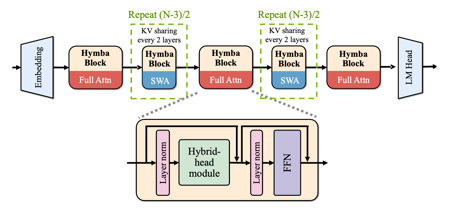 Repeat (N-3)/2
Repeat (N-3)/2
KV sharing
every 2 layers
KV sharing
every 2 layers
Embedding
Hymba
Block
Full Attn
Hymba
Block
SWA
Hymba
Block
Full Attn
Hymba
Block
SWA
Hymba
Block
Full Attn
LM Head
Layer norm
Hybrid-
head
module
Layer norm
FFN